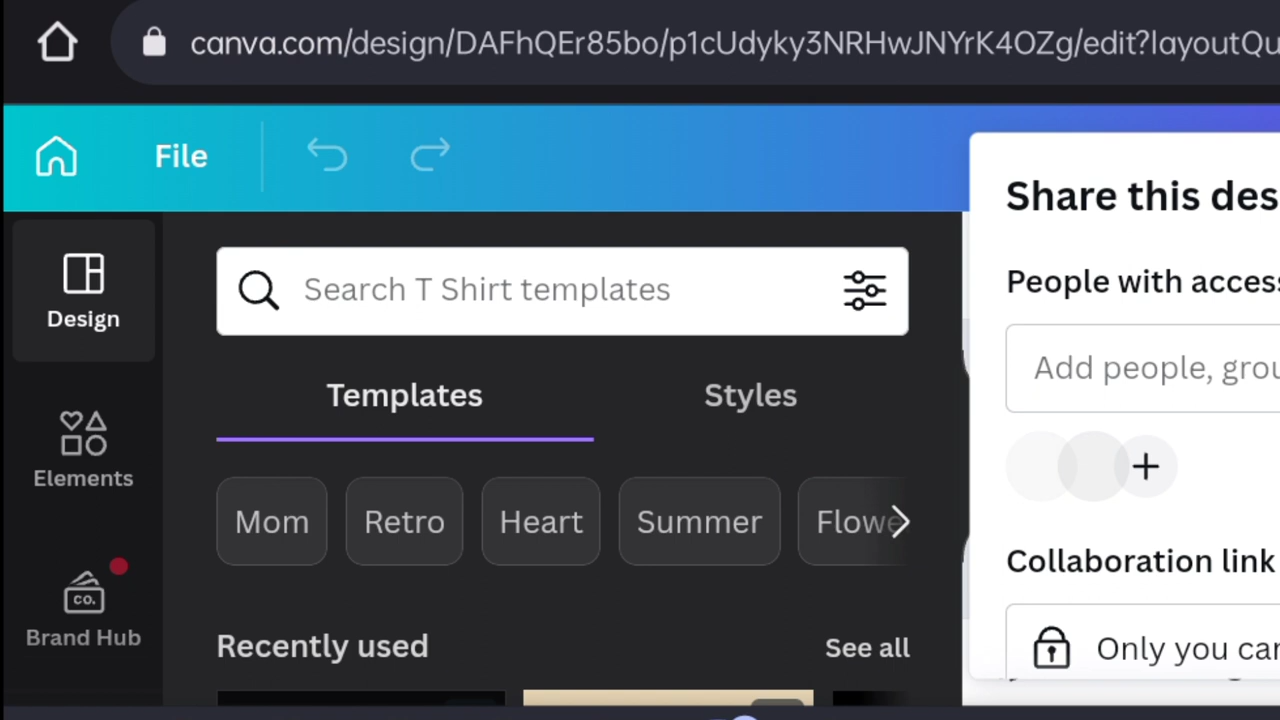 canva.com/design/DAFhQEr85bo/p1cUdyky3NRHwJNYrK4OZg/edit?layoutQu
File
Share this des
Design
Search T Shirt templates
People with access
Templates
Styles
Add people, grou
Elements
Mom
Retro
Heart
Summer
Flowe
Collaboration link
co.
Brand Hub
Recently used
See all
Only you can